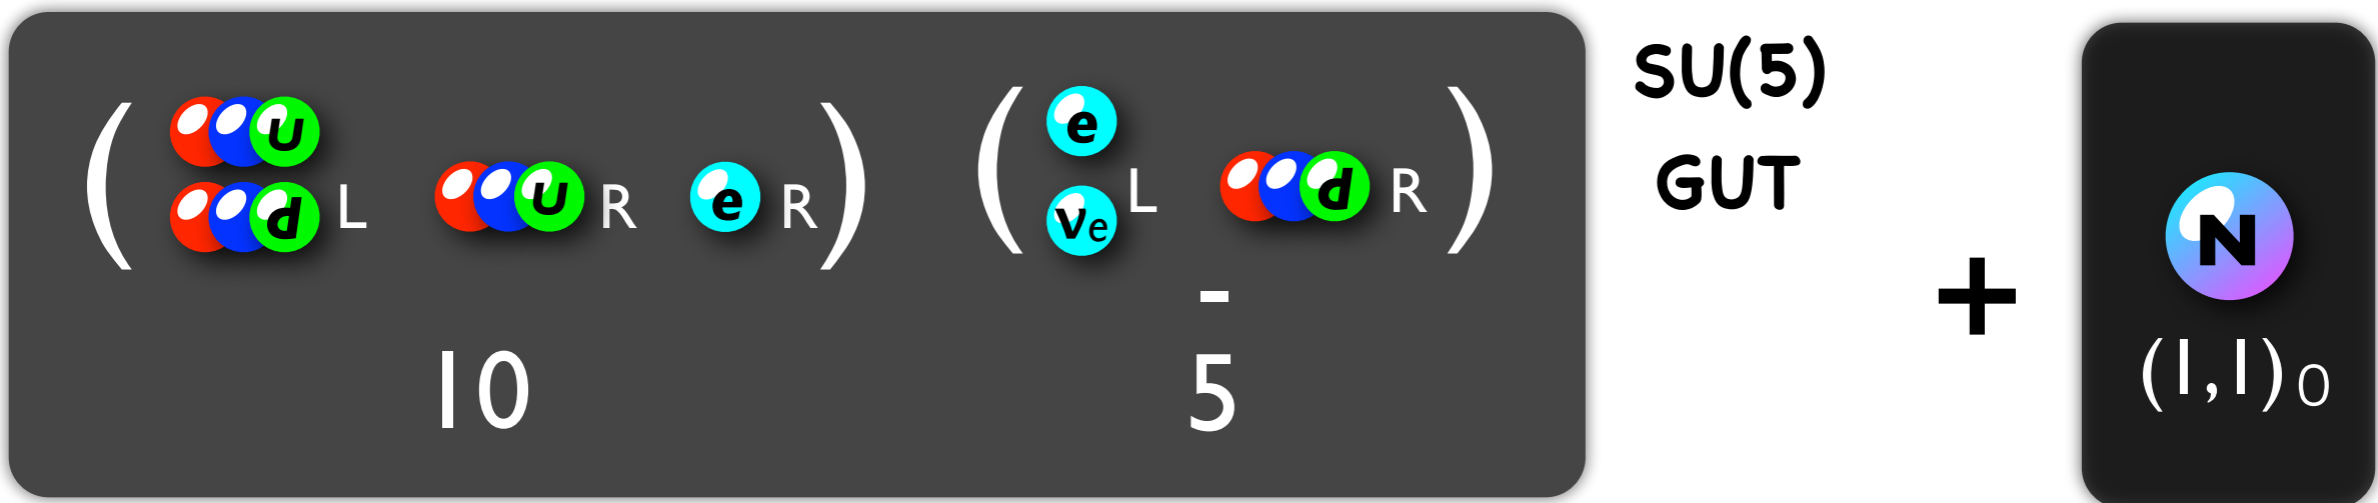 ( u d L u R e R )
10
( e νe L d R )
5̄
SU(5)
GUT
+
N
(1,1)0